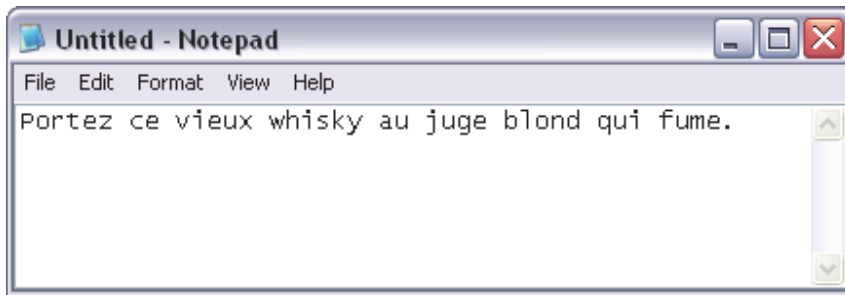 Untitled - Notepad
File Edit Format View Help
Portez ce vieux whisky au juge blond qui fume.